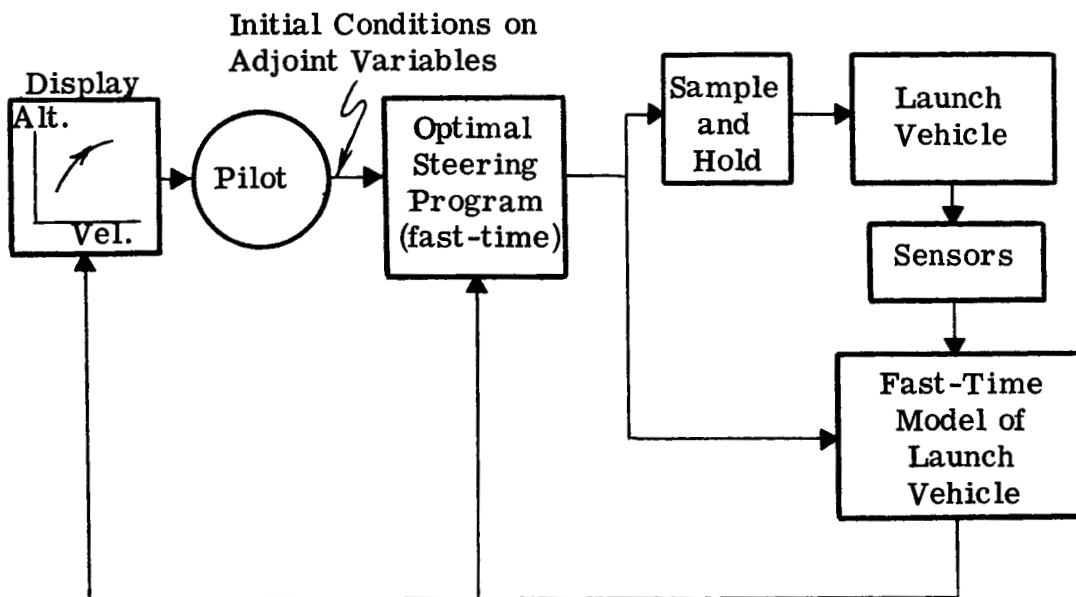 Initial Conditions on
Adjoint Variables
Display
Alt.
Vel.
Pilot
Optimal
Steering
Program
(fast-time)
Sample
and
Hold
Launch
Vehicle
Sensors
Fast-Time
Model of
Launch
Vehicle